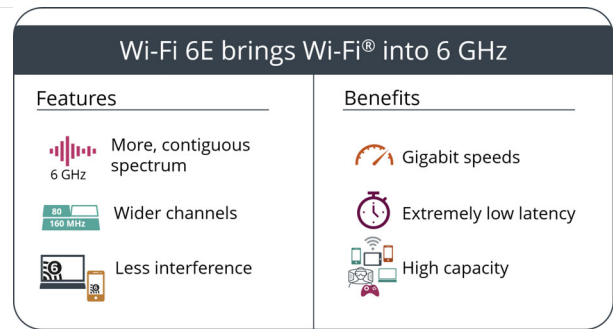 Wi-Fi 6E brings Wi-Fi® into 6 GHz
Features
6 GHz
More, contiguous
spectrum
80
160 MHz
Wider channels
6
Less interference
Benefits
Gigabit speeds
Extremely low latency
High capacity